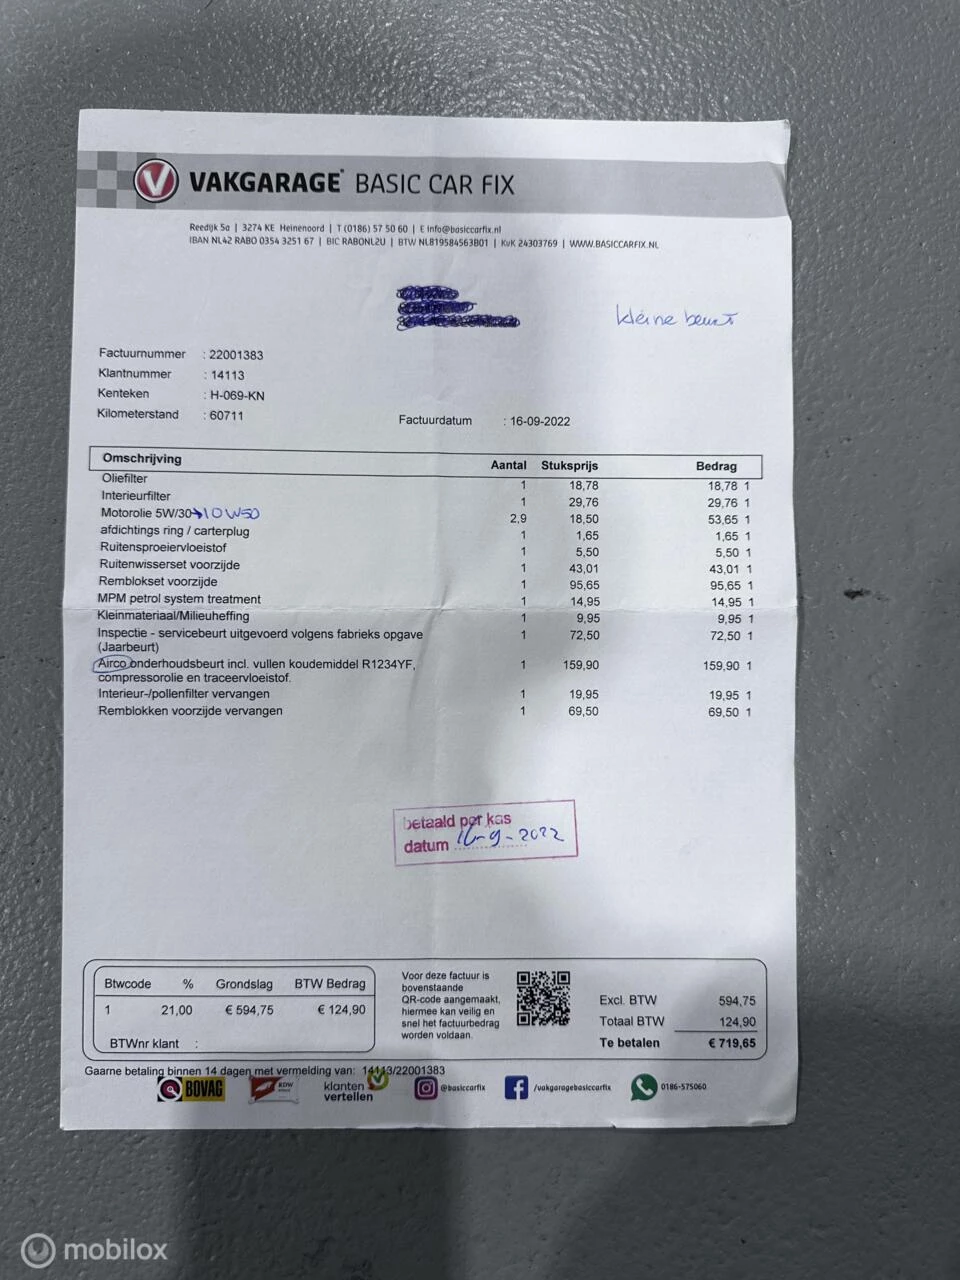 VAKGARAGE® BASIC CAR FIX
Reedijk 5a | 3274 KE Heinenoord | T (0186) 57 50 60 | E info@basiccarfix.nl
IBAN NL42 RABO 0354 3251 67 | BIC RABONL2U | BTW NL819584563B01 | KvK 24303769 | WWW.BASICCARFIX.NL
kleine beurt
Factuurnummer : 22001383
Klantnummer : 14113
Kenteken : H-069-KN
Kilometerstand : 60711
Factuurdatum : 16-09-2022
Omschrijving Aantal Stuksprijs Bedrag
Oliefilter 1 18,78 18,78 1
Interieurfilter 1 29,76 29,76 1
Motorolie 5W/30 → 10W50 2,9 18,50 53,65 1
afdichtings ring / carterplug 1 1,65 1,65 1
Ruitensproeiervloeistof 1 5,50 5,50 1
Ruitenwisserset voorzijde 1 43,01 43,01 1
Remblokset voorzijde 1 95,65 95,65 1
MPM petrol system treatment 1 14,95 14,95 1
Kleinmateriaal/Milieuheffing 1 9,95 9,95 1
Inspectie - servicebeurt uitgevoerd volgens fabrieks opgave 1 72,50 72,50 1
(Jaarbeurt)
Airco onderhoudsbeurt incl. vullen koudemiddel R1234YF, 1 159,90 159,90 1
compressorolie en traceervloeistof.
Interieur-/pollenfilter vervangen 1 19,95 19,95 1
Remblokken voorzijde vervangen 1 69,50 69,50 1
betaald per kas
datum 16-9-2022
Btwcode % Grondslag BTW Bedrag
1 21,00 € 594,75 € 124,90
BTWnr klant :
Voor deze factuur is
bovenstaande
QR-code aangemaakt,
hiermee kan veilig en
snel het factuurbedrag
worden voldaan.
Excl. BTW 594,75
Totaal BTW 124,90
Te betalen € 719,65
Gaarne betaling binnen 14 dagen met vermelding van: 14113/22001383
BOVAG
RDW
klanten
vertellen
@basiccarfix
/vakgaragebasiccarfix
0186-575060
mobilox